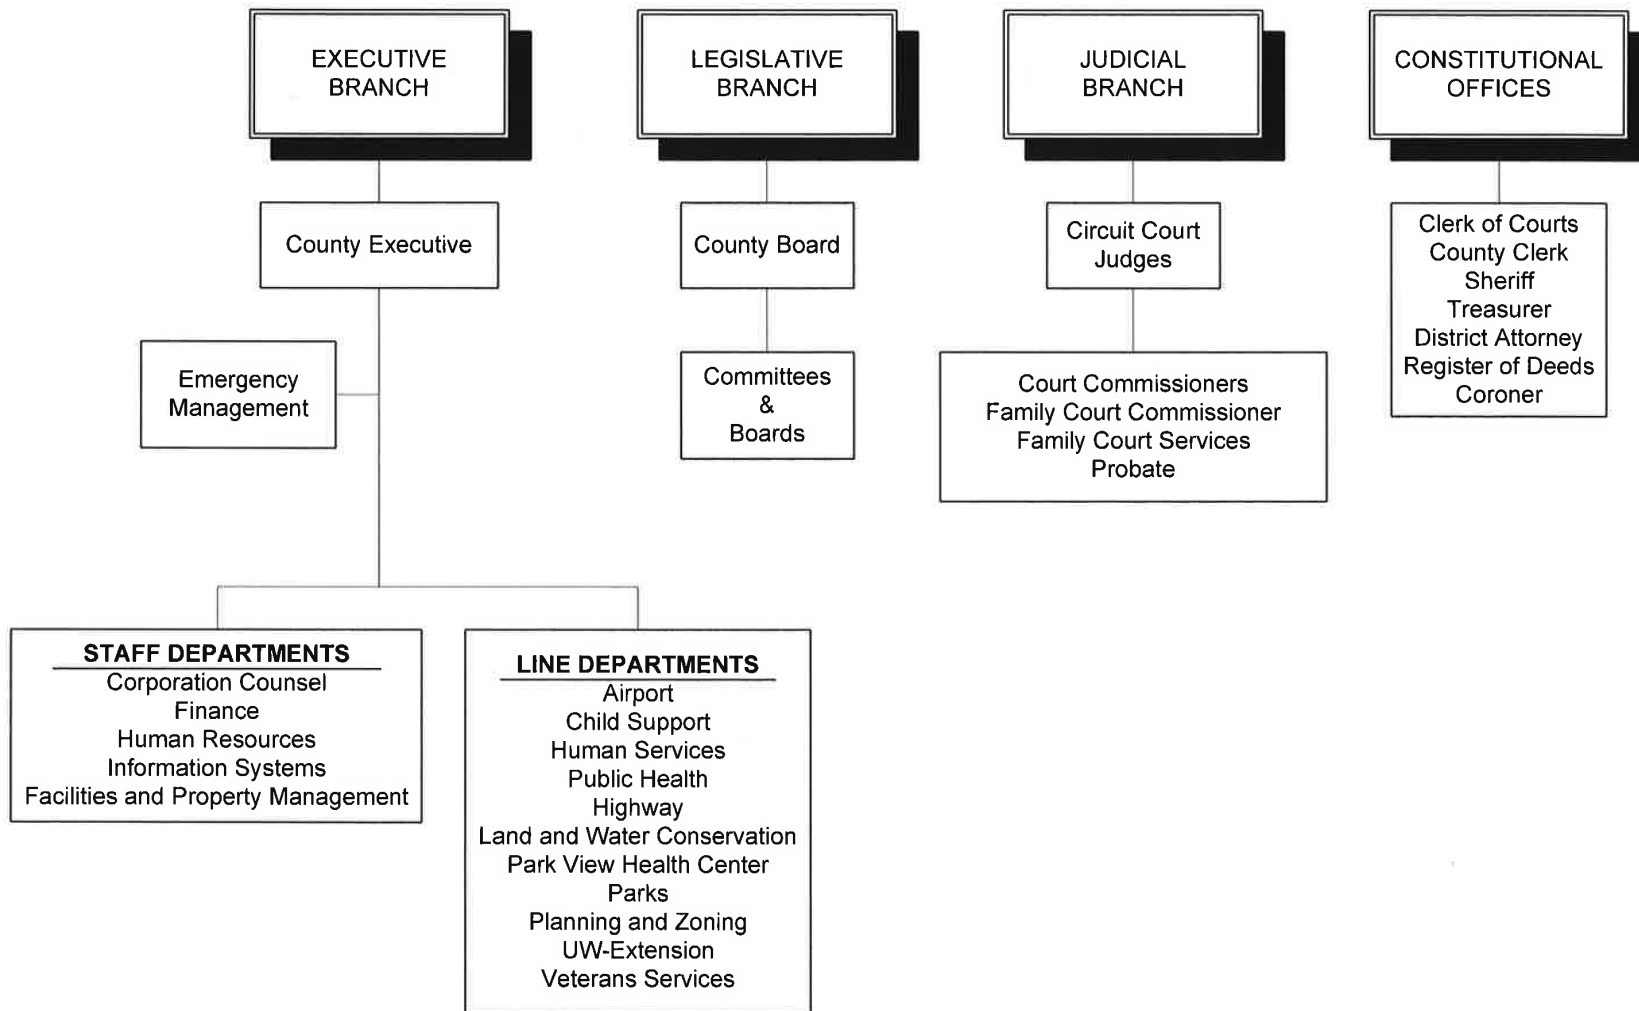 EXECUTIVE
BRANCH
LEGISLATIVE
BRANCH
JUDICIAL
BRANCH
CONSTITUTIONAL
OFFICES
County Executive
County Board
Circuit Court
Judges
Clerk of Courts
County Clerk
Sheriff
Treasurer
District Attorney
Register of Deeds
Coroner
Emergency
Management
Committees
&
Boards
Court Commissioners
Family Court Commissioner
Family Court Services
Probate
STAFF DEPARTMENTS
Corporation Counsel
Finance
Human Resources
Information Systems
Facilities and Property Management
LINE DEPARTMENTS
Airport
Child Support
Human Services
Public Health
Highway
Land and Water Conservation
Park View Health Center
Parks
Planning and Zoning
UW-Extension
Veterans Services